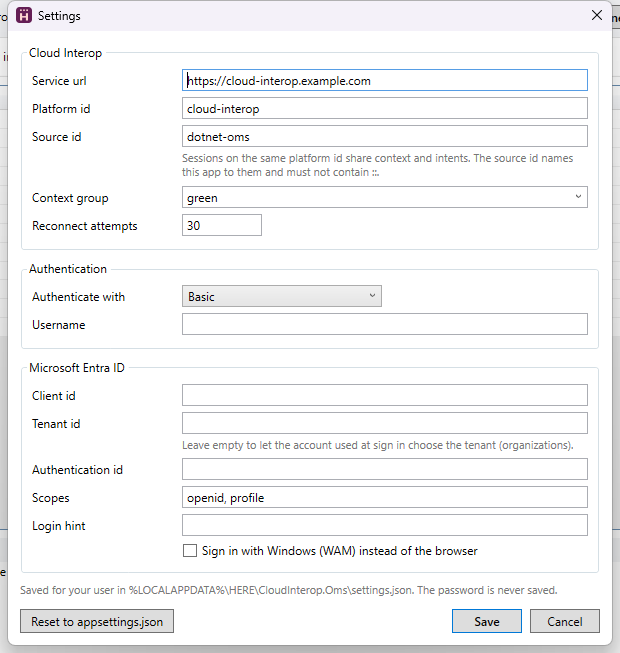 Settings
Cloud Interop
Service url https://cloud-interop.example.com
Platform id cloud-interop
Source id dotnet-oms
Sessions on the same platform id share context and intents. The source id names
this app to them and must not contain ::.
Context group green
Reconnect attempts 30
Authentication
Authenticate with Basic
Username
Microsoft Entra ID
Client id
Tenant id
Leave empty to let the account used at sign in choose the tenant (organizations).
Authentication id
Scopes openid, profile
Login hint
Sign in with Windows (WAM) instead of the browser
Saved for your user in %LOCALAPPDATA%\HERE\CloudInterop.Oms\settings.json. The password is never saved.
Reset to appsettings.json Save Cancel